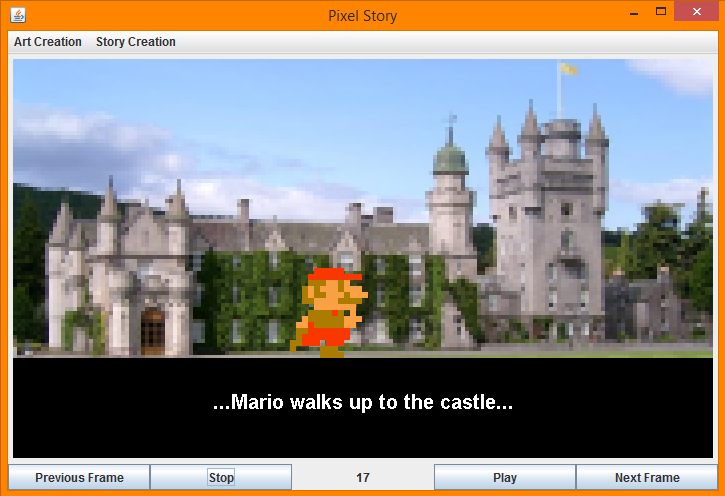 Pixel Story
Art Creation Story Creation
...Mario walks up to the castle...
Previous Frame Stop 17 Play Next Frame